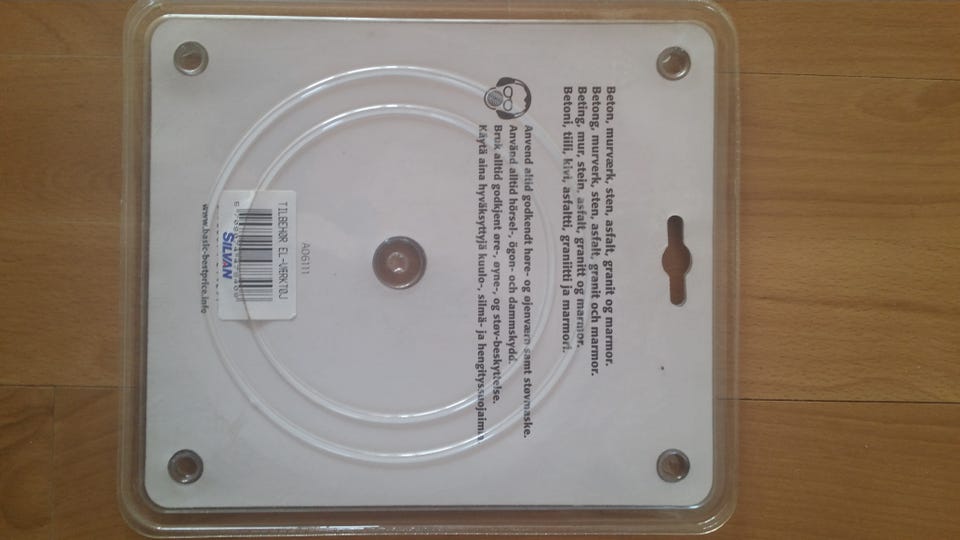 Beton, murværk, sten, asfalt, granit og marmor.
Betong, murverk, sten, asfalt, granit och marmor.
Beting, mur, stein, asfalt, granitt og marmor.
Betoni, tiili, kivi, asfaltti, graniitti ja marmori.
Anvend altid godkendt høre- og øjenværn samt støvmaske.
Använd alltid hörsel-, ögon- och dammskydd.
Bruk alltid godkjent øre-, øyne-, og støv-beskyttelse.
Käytä aina hyväksyttyjä kuulo-, silmä- ja hengityssuojaimia
A06111
TILBEHØR EL-VÆRKTØJ
SILVAN
www.basic-bestprice.info